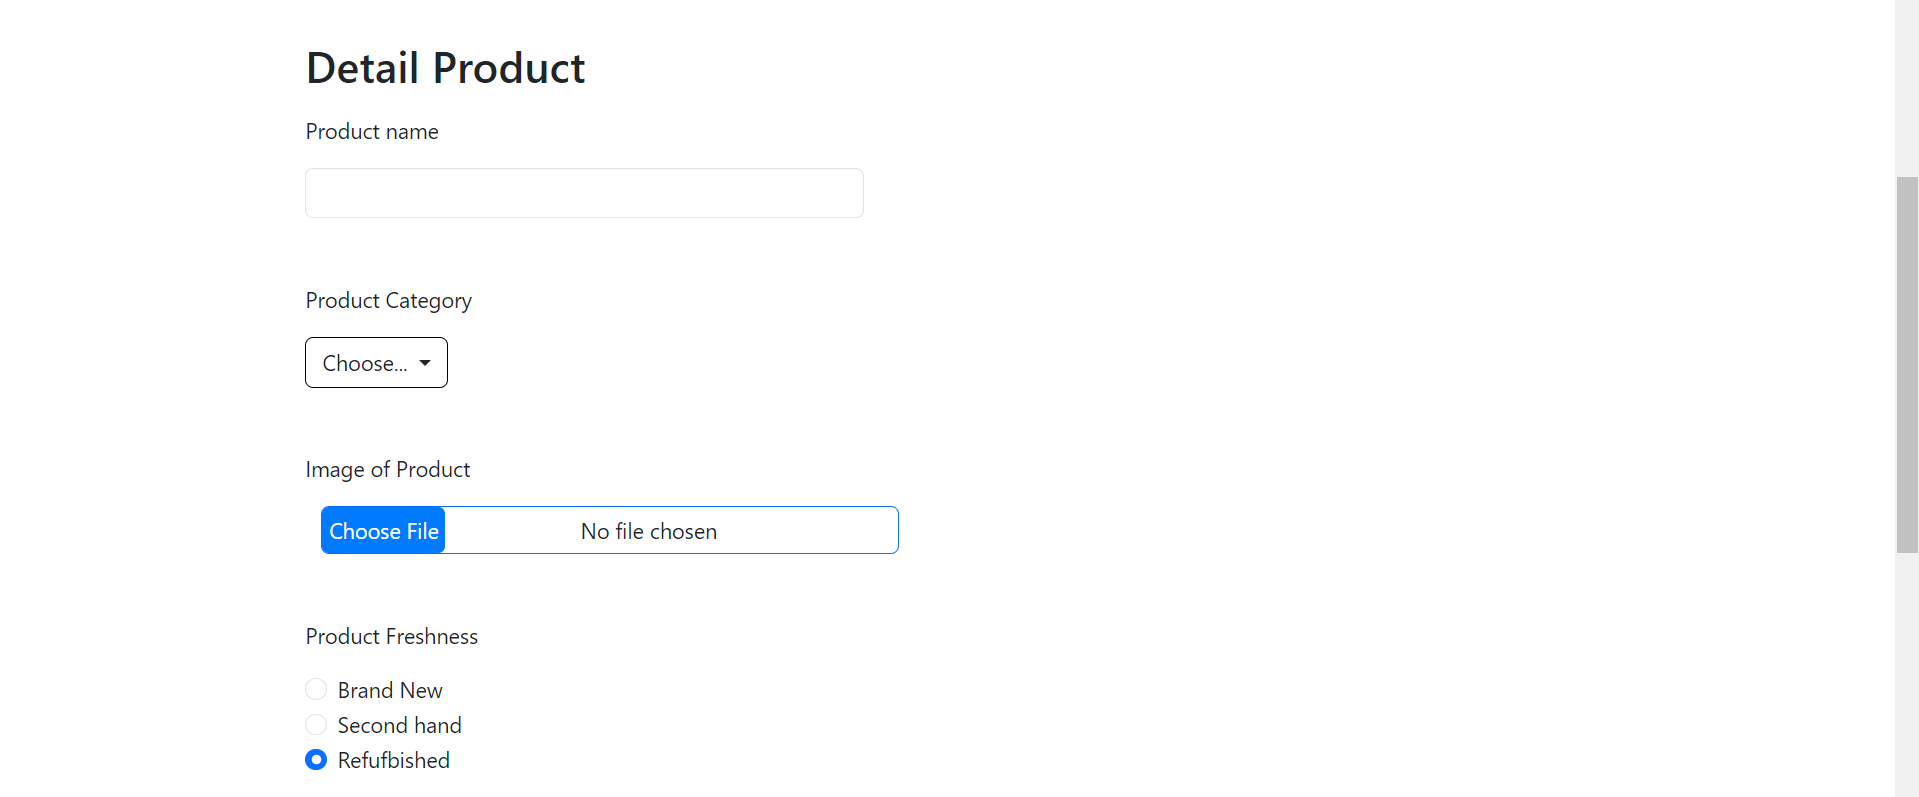 Detail Product
Product name
Product Category
Choose...
Image of Product
Choose File No file chosen
Product Freshness
Brand New
Second hand
Refufbished